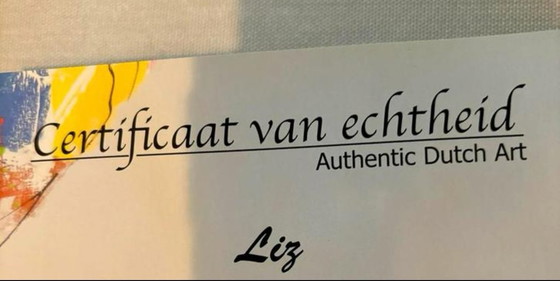 Certificaat van echtheid
Authentic Dutch Art
Liz